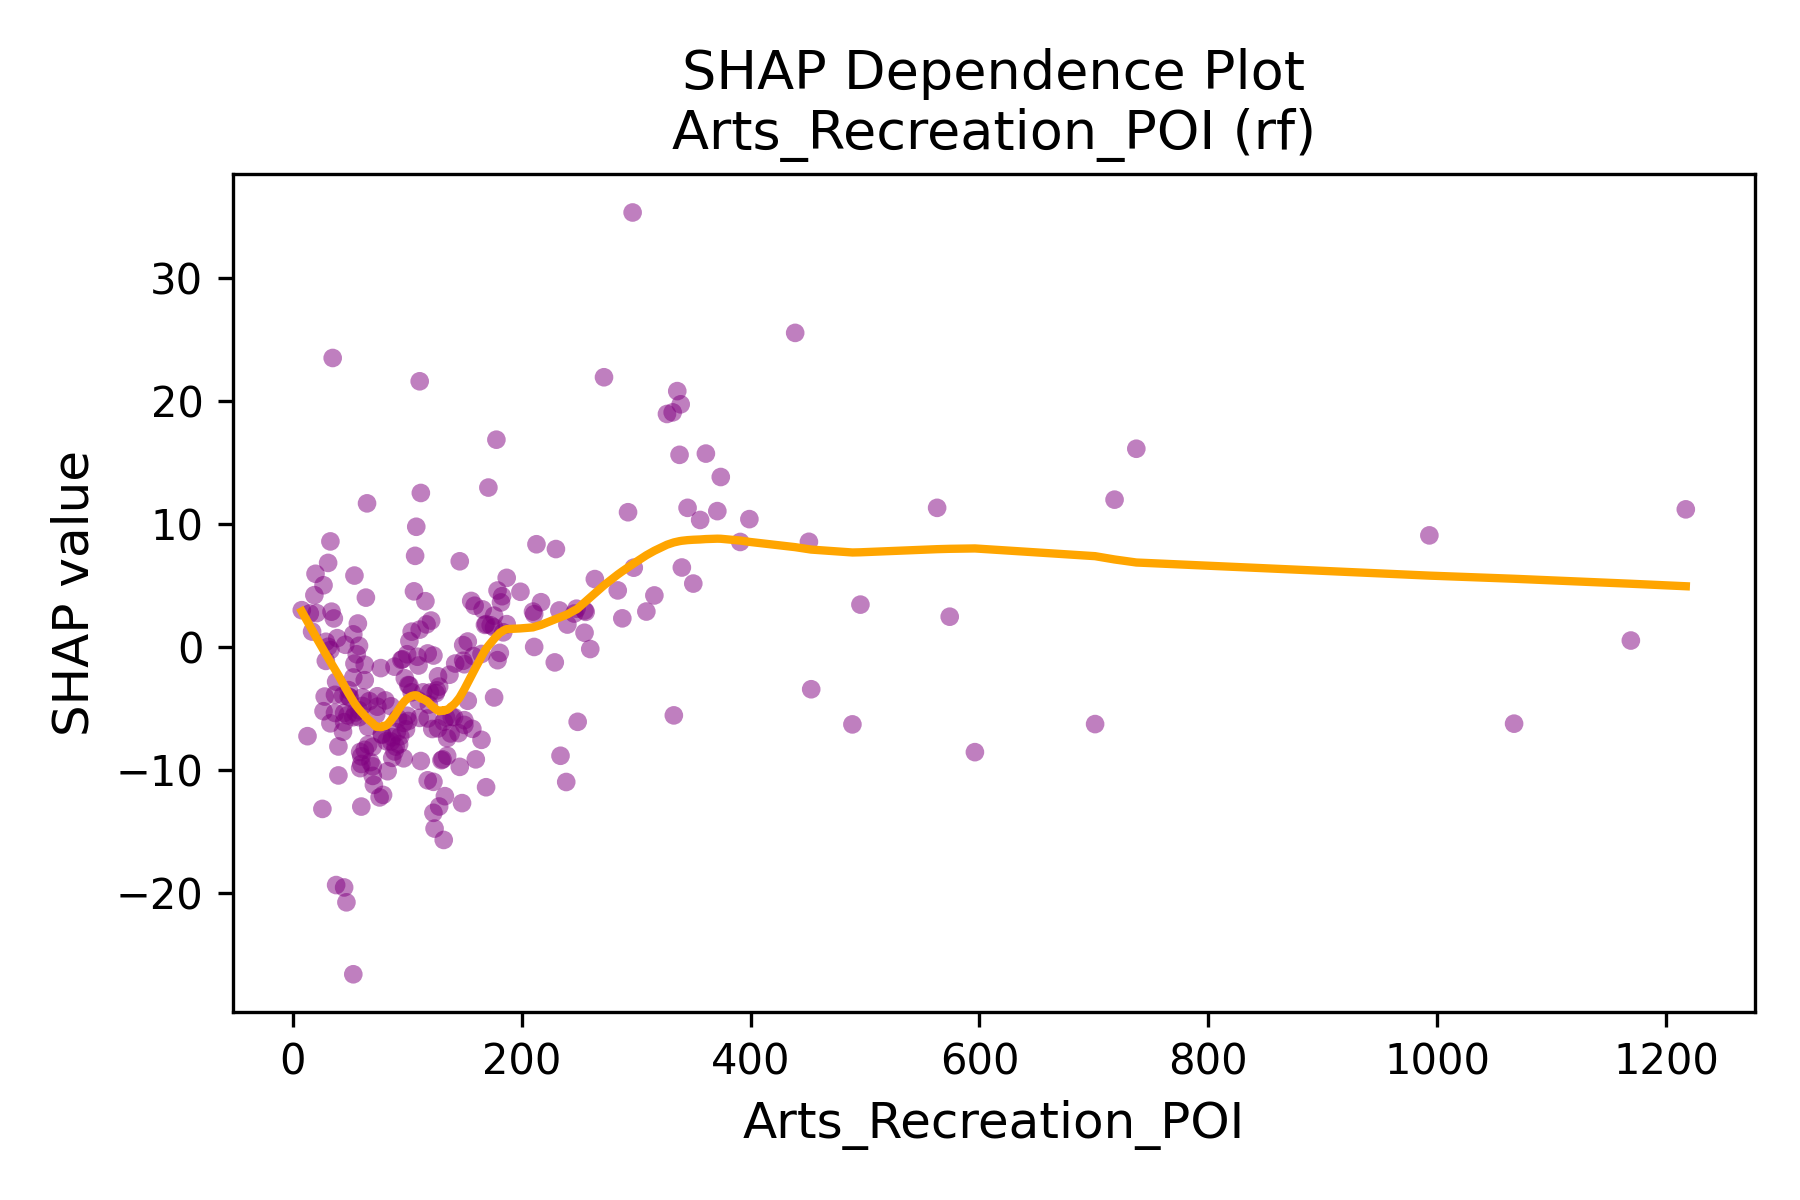 SHAP Dependence Plot
Arts_Recreation_POI (rf)
SHAP value
30
20
10
0
−10
−20
0 200 400 600 800 1000 1200
Arts_Recreation_POI